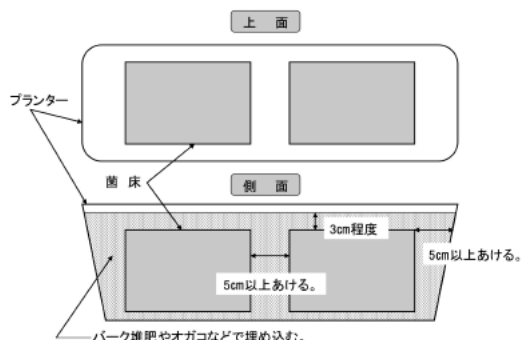 上　面
プランター
菌　床
側　面
3cm程度
5cm以上あける。
5cm以上あける。
バーク堆肥やオガコなどで埋め込む。